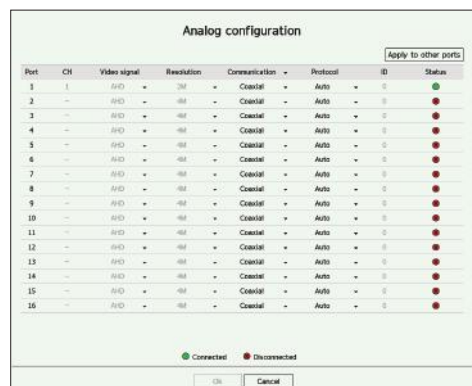 Analog configuration
Apply to other ports
Port CH Video signal Resolution Communication Protocol ID Status
1 1 AHD 2M Coaxial Auto 0
2 - AHD 4M Coaxial Auto 0
3 - AHD 4M Coaxial Auto 0
4 - AHD 4M Coaxial Auto 0
5 - AHD 4M Coaxial Auto 0
6 - AHD 4M Coaxial Auto 0
7 - AHD 4M Coaxial Auto 0
8 - AHD 4M Coaxial Auto 0
9 - AHD 4M Coaxial Auto 0
10 - AHD 4M Coaxial Auto 0
11 - AHD 4M Coaxial Auto 0
12 - AHD 4M Coaxial Auto 0
13 - AHD 4M Coaxial Auto 0
14 - AHD 4M Coaxial Auto 0
15 - AHD 4M Coaxial Auto 0
16 - AHD 4M Coaxial Auto 0
Connected Disconnected
Ok Cancel